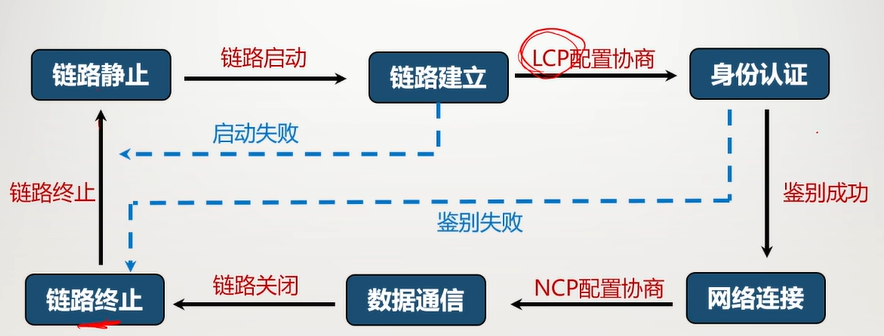 链路启动
LCP配置协商
链路静止
链路建立
身份认证
启动失败
链路终止
鉴别成功
鉴别失败
链路关闭
NCP配置协商
链路终止
数据通信
网络连接